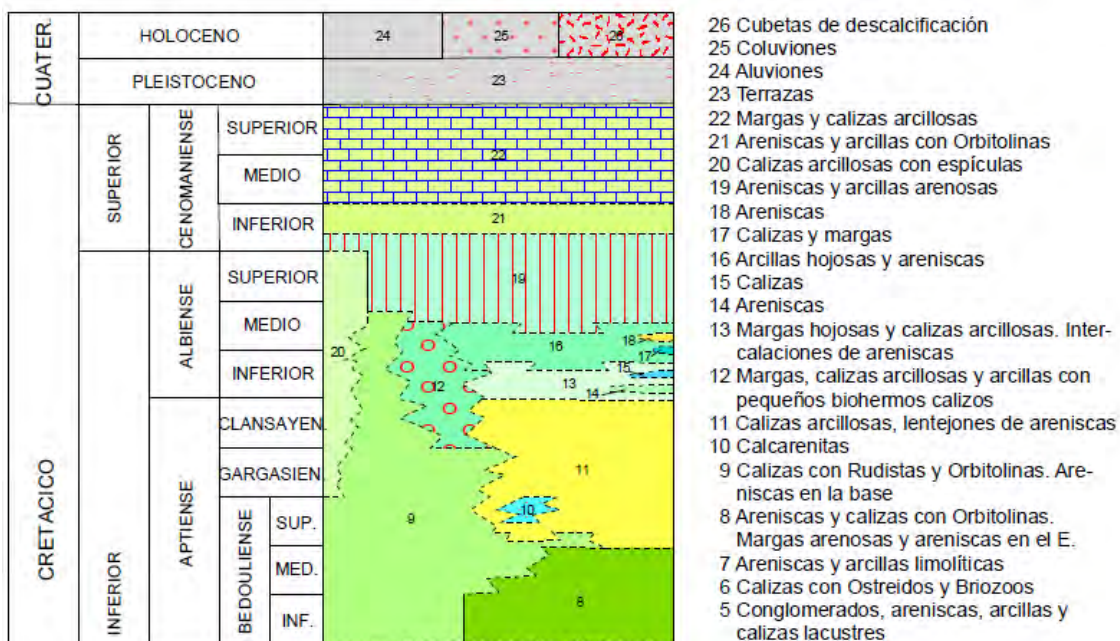 CUATER.
HOLOCENO
PLEISTOCENO
24
25
26
23
CRETACICO
SUPERIOR
CENOMANIENSE
SUPERIOR
MEDIO
INFERIOR
22
21
INFERIOR
ALBIENSE
SUPERIOR
MEDIO
INFERIOR
19
20
16
18
17
15
13
14
12
APTIENSE
CLANSAYEN.
GARGASIEN.
BEDOULIENSE
SUP.
MED.
INF.
11
10
9
8
26 Cubetas de descalcificación
25 Coluviones
24 Aluviones
23 Terrazas
22 Margas y calizas arcillosas
21 Areniscas y arcillas con Orbitolinas
20 Calizas arcillosas con espículas
19 Areniscas y arcillas arenosas
18 Areniscas
17 Calizas y margas
16 Arcillas hojosas y areniscas
15 Calizas
14 Areniscas
13 Margas hojosas y calizas arcillosas. Inter-
calaciones de areniscas
12 Margas, calizas arcillosas y arcillas con
pequeños biohermos calizos
11 Calizas arcillosas, lentejones de areniscas
10 Calcarenitas
9 Calizas con Rudistas y Orbitolinas. Are-
niscas en la base
8 Areniscas y calizas con Orbitolinas.
Margas arenosas y areniscas en el E.
7 Areniscas y arcillas limolíticas
6 Calizas con Ostreidos y Briozoos
5 Conglomerados, areniscas, arcillas y
calizas lacustres